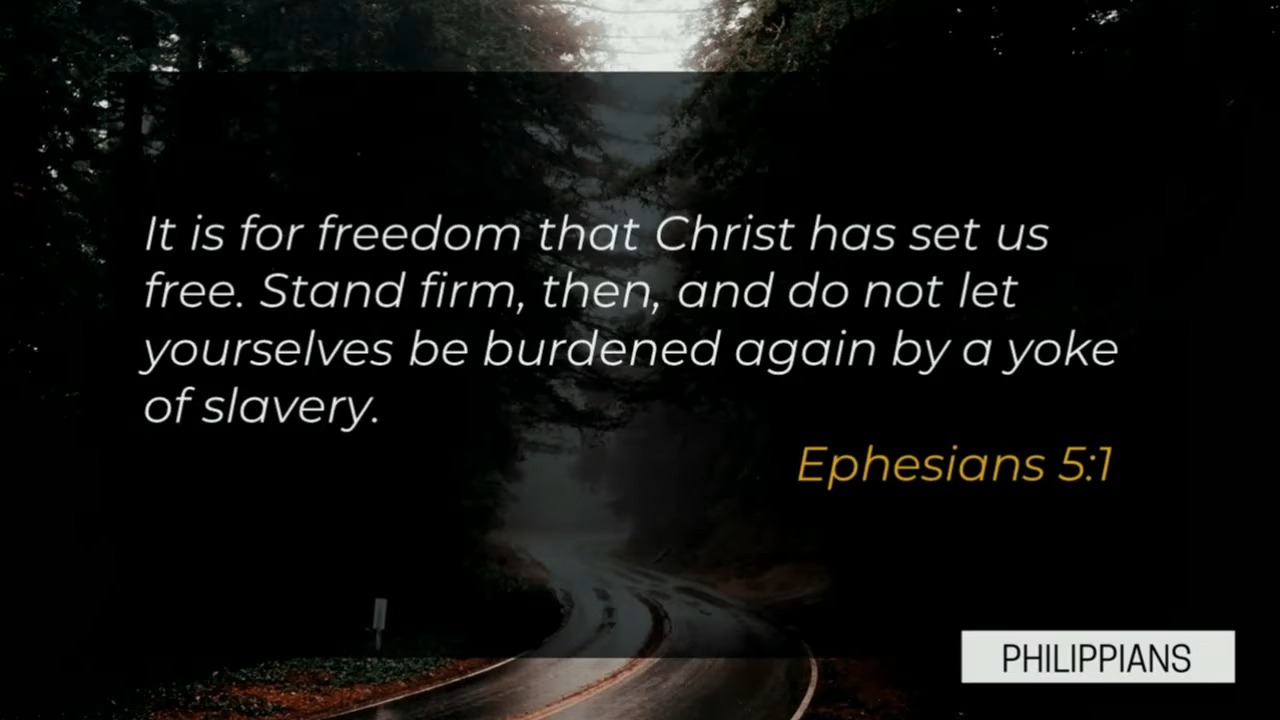 It is for freedom that Christ has set us
free. Stand firm, then, and do not let
yourselves be burdened again by a yoke
of slavery.
Ephesians 5:1
PHILIPPIANS